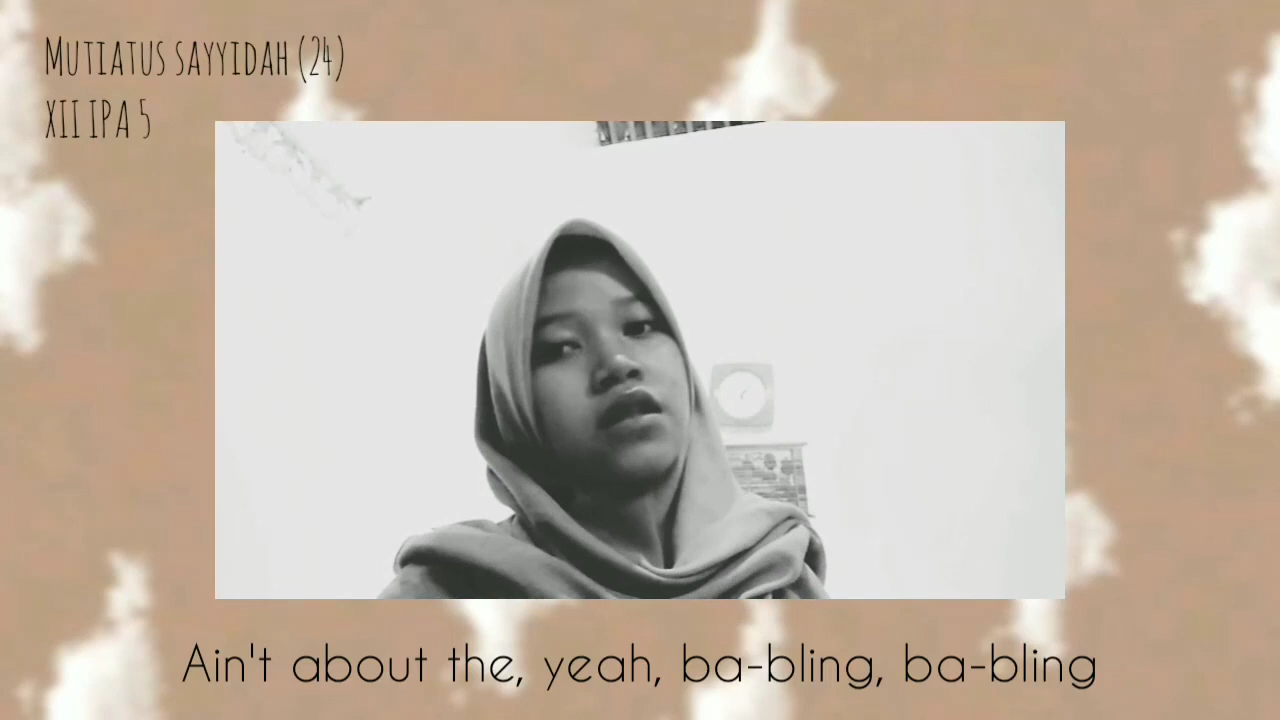 MUTIATUS SAYYIDAH (24)
XII IPA 5
Ain't about the, yeah, ba-bling, ba-bling